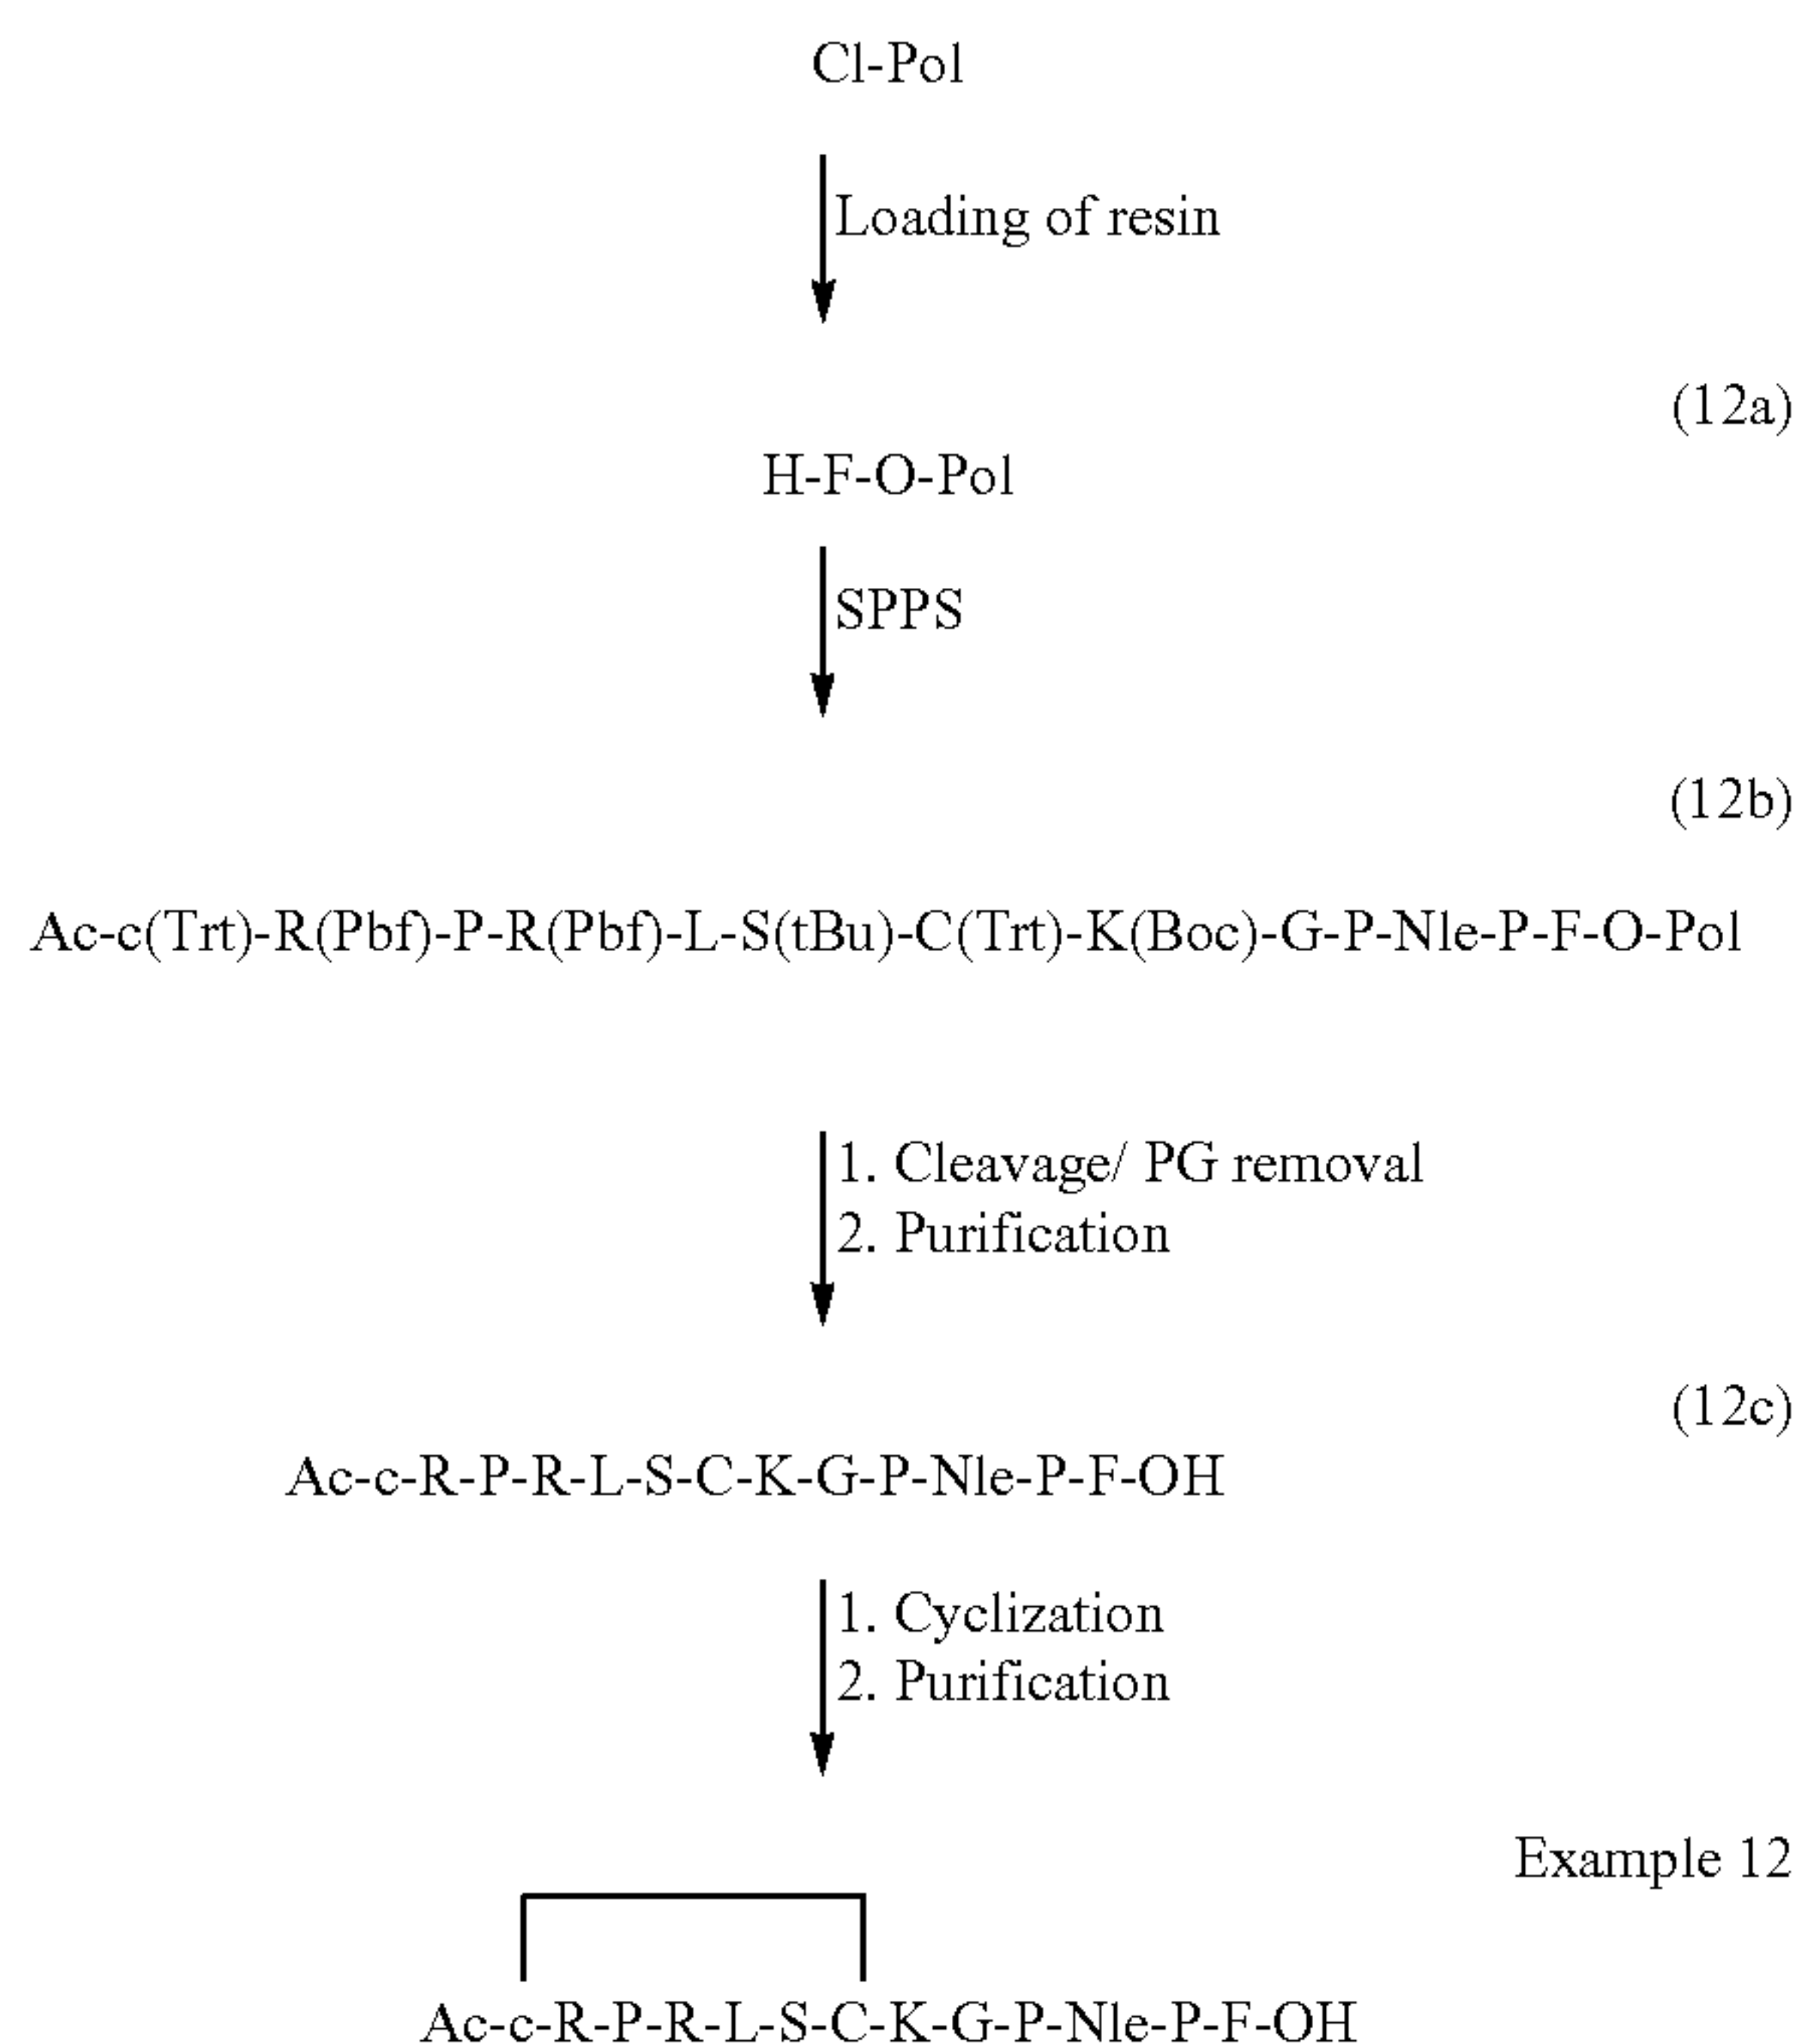 Cl-Pol
Loading of resin
(12a)
H-F-O-Pol
SPPS
(12b)
Ac-c(Trt)-R(Pbf)-P-R(Pbf)-L-S(tBu)-C(Trt)-K(Boc)-G-P-Nle-P-F-O-Pol
1. Cleavage/ PG removal
2. Purification
(12c)
Ac-c-R-P-R-L-S-C-K-G-P-Nle-P-F-OH
1. Cyclization
2. Purification
Example 12
Ac-c-R-P-R-L-S-C-K-G-P-Nle-P-F-OH